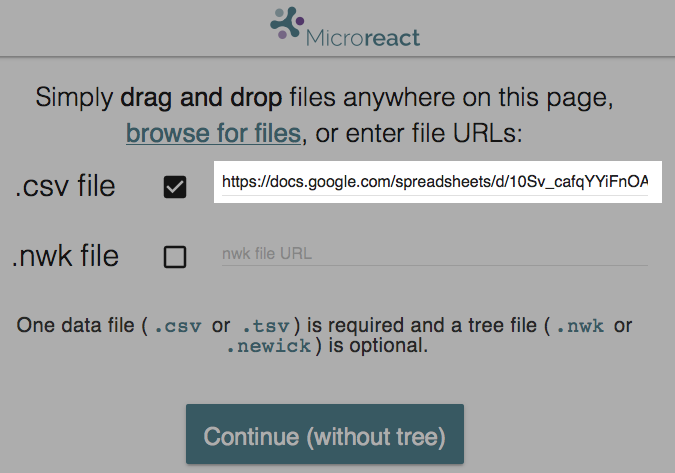 Microreact
Simply drag and drop files anywhere on this page,
browse for files, or enter file URLs:
.csv file
https://docs.google.com/spreadsheets/d/10Sv_cafqYYiFnOA
.nwk file
nwk file URL
One data file ( .csv or .tsv ) is required and a tree file ( .nwk or
.newick ) is optional.
Continue (without tree)